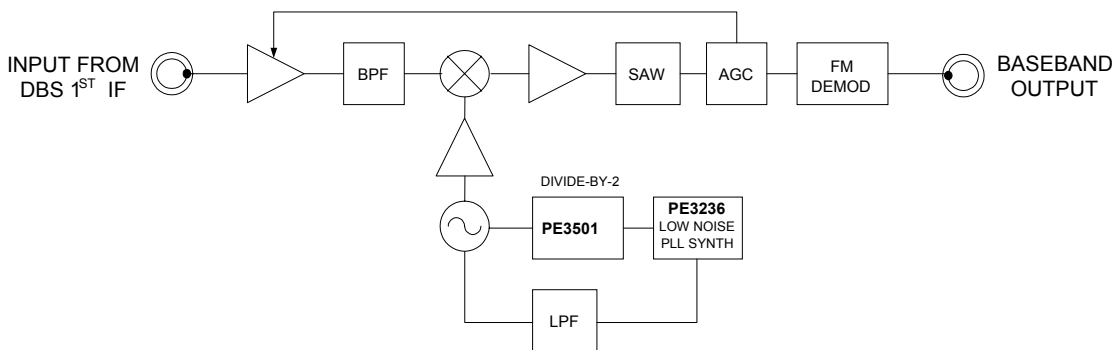 INPUT FROM
DBS 1ST IF
BPF
SAW
AGC
FM
DEMOD
BASEBAND
OUTPUT
DIVIDE-BY-2
PE3501
PE3236
LOW NOISE
PLL SYNTH
LPF